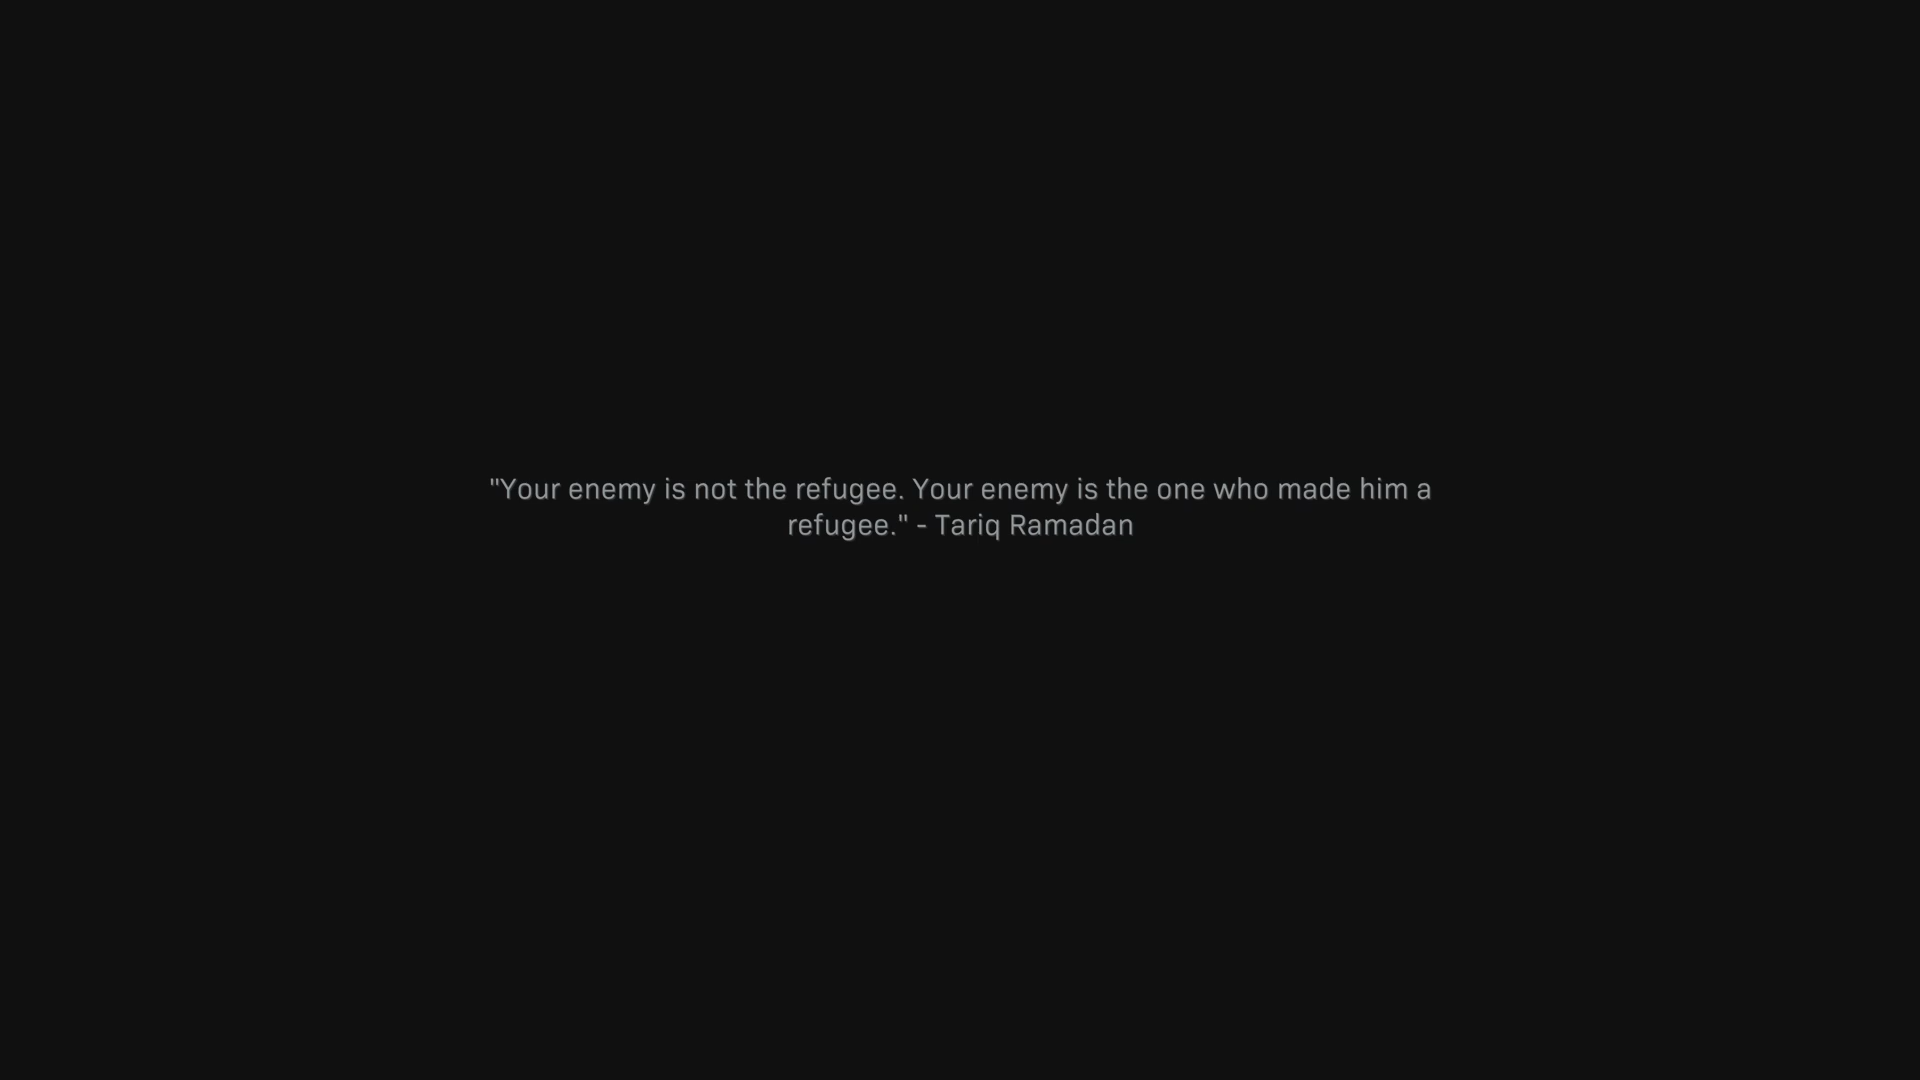 "Your enemy is not the refugee. Your enemy is the one who made him a
refugee." - Tariq Ramadan